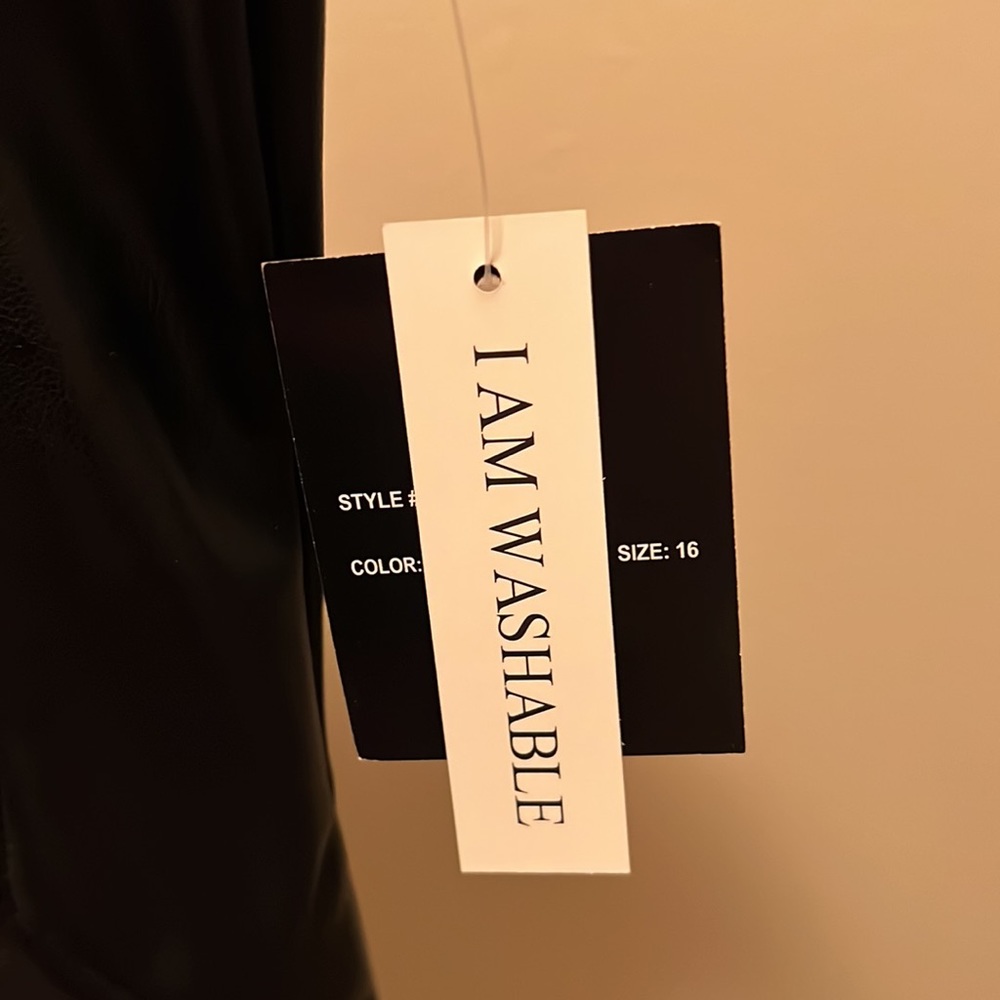 I AM WASHABLE
STYLE #
COLOR:
SIZE: 16